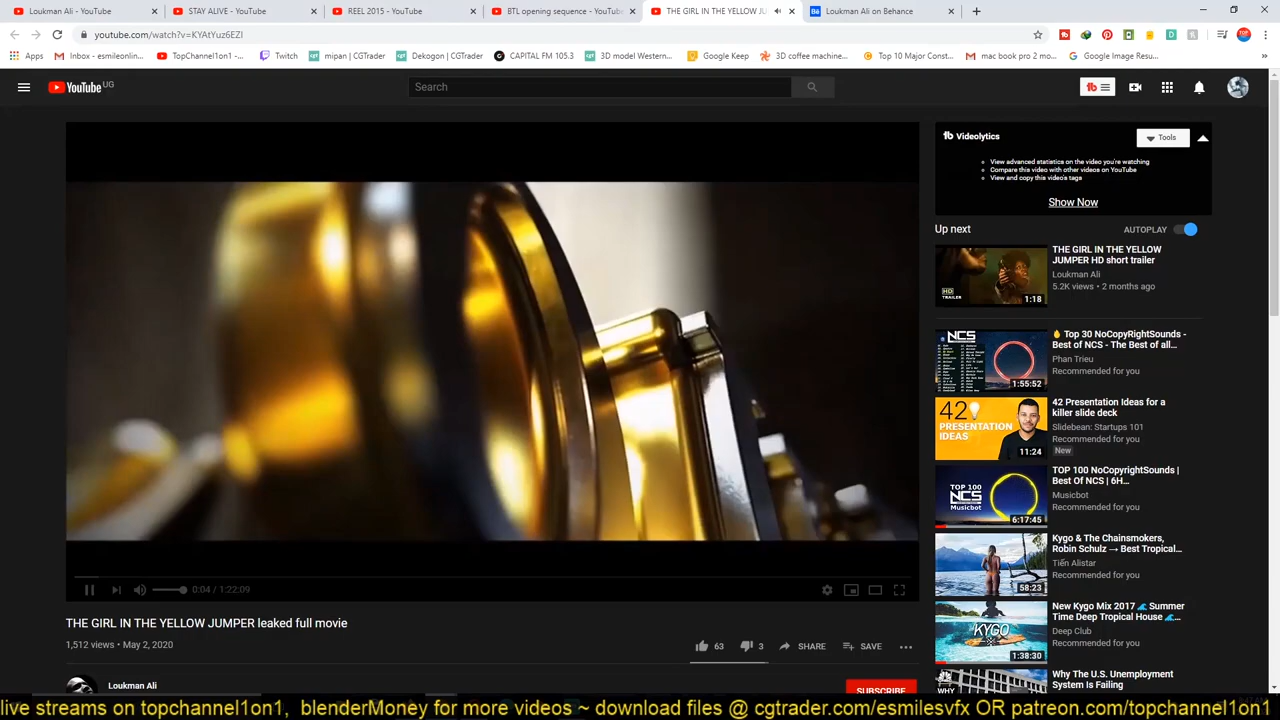 Loukman Ali - YouTube
STAY ALIVE - YouTube
REEL 2015 - YouTube
BTL opening sequence - YouTube
THE GIRL IN THE YELLOW JU
Loukman Ali on Behance
youtube.com/watch?v=KYAtYuz6EZI
Apps
Inbox - esmileonlin...
TopChannel1on1 -...
Twitch
mipan | CGTrader
Dekogon | CGTrader
CAPITAL FM 105.3
3D model Western...
Google Keep
3D coffee machine...
Top 10 Major Const...
mac book pro 2 mo...
Google Image Resu...
YouTube UG
Search
Videolytics
Tools
View advanced statistics on the video you're watching
Compare this video with other videos on YouTube
View and copy this video's tags
Show Now
Up next
AUTOPLAY
THE GIRL IN THE YELLOW
JUMPER HD short trailer
Loukman Ali
5.2K views • 2 months ago
HD
TRAILER
1:18
🔥 Top 30 NoCopyRightSounds -
Best of NCS - The Best of all...
Phan Trieu
Recommended for you
NCS
1:55:52
42 Presentation Ideas for a
killer slide deck
Slidebean: Startups 101
Recommended for you
New
42
PRESENTATION
IDEAS
11:24
TOP 100 NoCopyrightSounds |
Best Of NCS | 6H...
Musicbot
Recommended for you
TOP 100
NCS
Musicbot
6:17:45
Kygo & The Chainsmokers,
Robin Schulz → Best Tropical...
Tiến Alistar
Recommended for you
58:23
New Kygo Mix 2017 🌊 Summer
Time Deep Tropical House 🌊...
Deep Club
Recommended for you
KYGO
1:38:30
Why The U.S. Unemployment
System Is Failing
WHY
0:04 / 1:22:09
THE GIRL IN THE YELLOW JUMPER leaked full movie
1,512 views • May 2, 2020
63
3
SHARE
SAVE
Loukman Ali
SUBSCRIBE
live streams on topchannel1on1, blenderMoney for more videos ~ download files @ cgtrader.com/esmilesvfx OR patreon.com/topchannel1on1